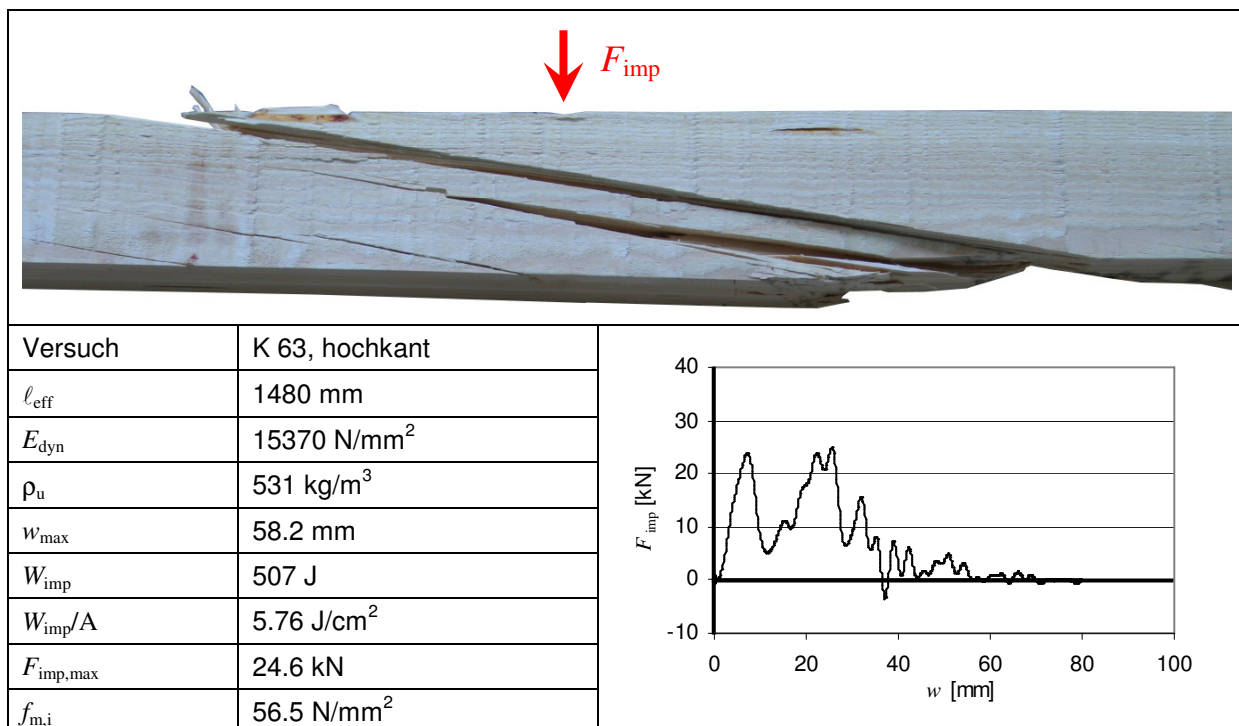 F_imp
Versuch K 63, hochkant
ℓ_eff 1480 mm
E_dyn 15370 N/mm²
ρ_u 531 kg/m³
w_max 58.2 mm
W_imp 507 J
W_imp/A 5.76 J/cm²
F_imp,max 24.6 kN
f_m,i 56.5 N/mm²
40
30
20
10
0
-10
F_imp [kN]
0 20 40 60 80 100
w [mm]